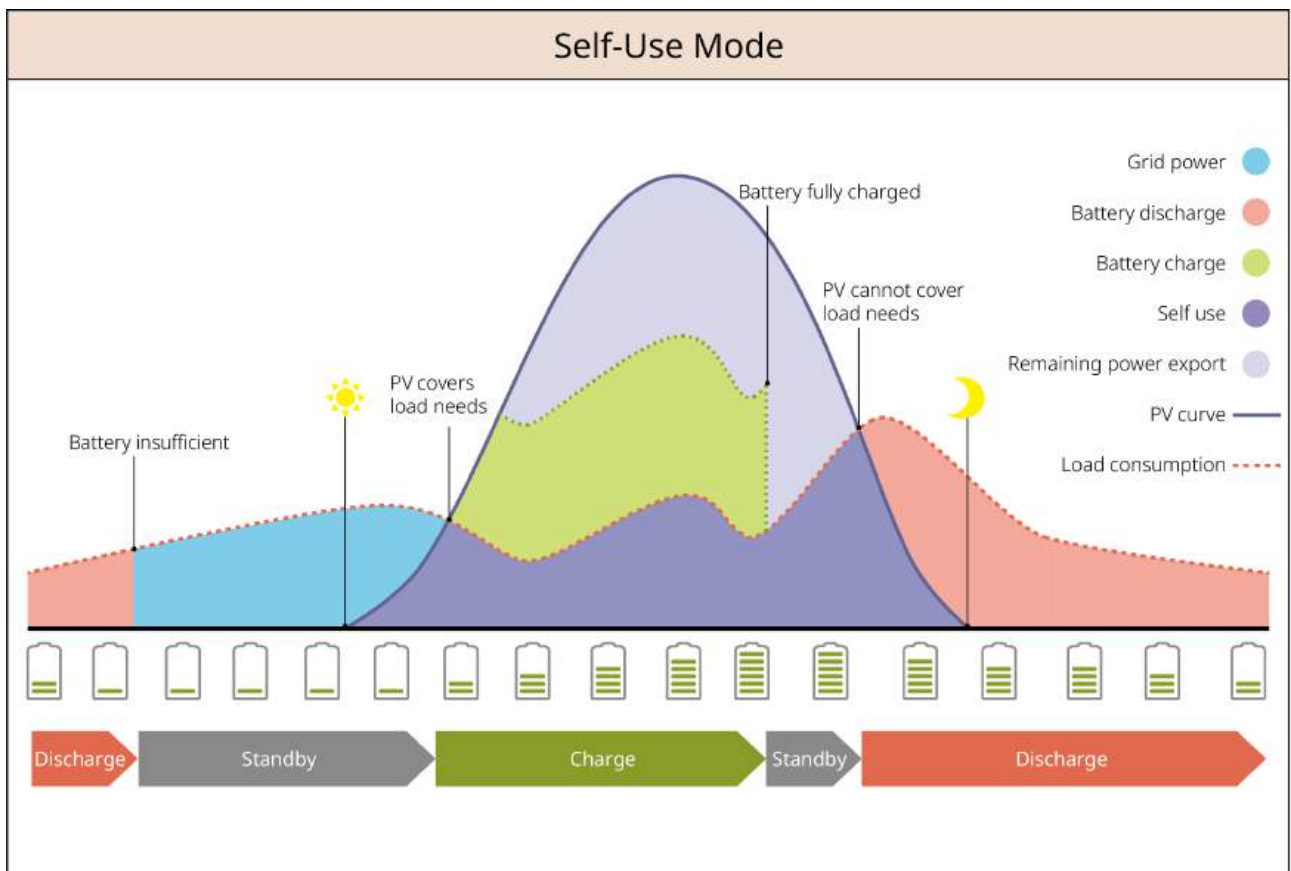 Self-Use Mode
Grid power
Battery discharge
Battery charge
Self use
Remaining power export
PV curve
Load consumption
Battery fully charged
PV cannot cover
load needs
PV covers
load needs
Battery insufficient
Discharge
Standby
Charge
Standby
Discharge